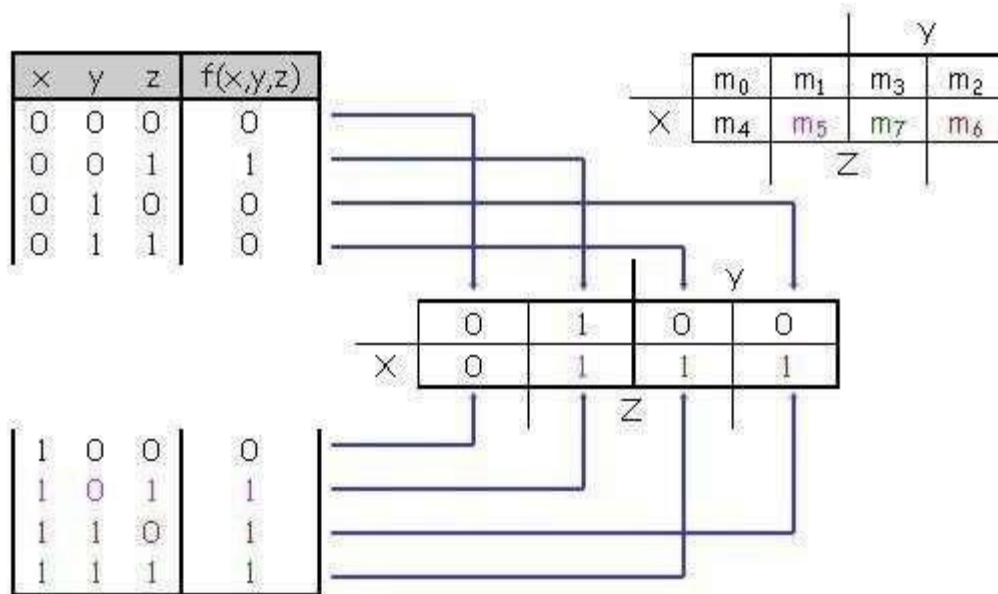 y
m0 m1 m3 m2
x m4 m5 m7 m6
z
x y z f(x,y,z)
0 0 0 0
0 0 1 1
0 1 0 0
0 1 1 0
y
0 1 0 0
x 0 1 1 1
z
1 0 0 0
1 0 1 1
1 1 0 1
1 1 1 1